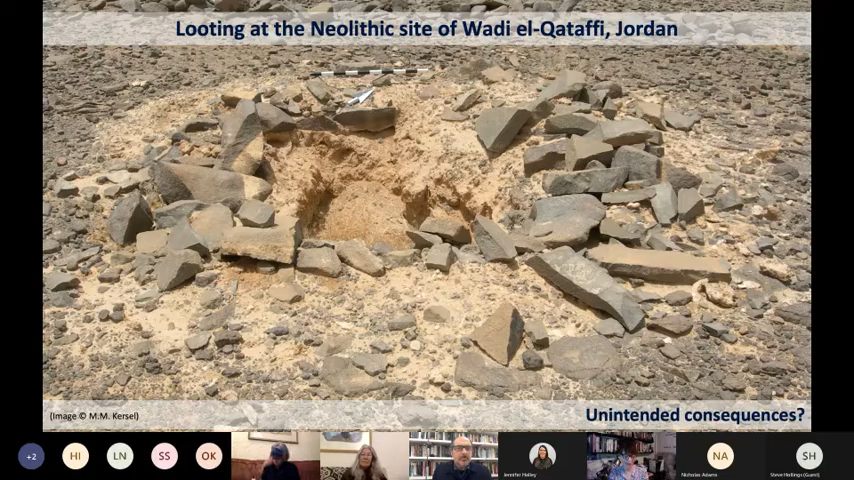 Looting at the Neolithic site of Wadi el-Qataffi, Jordan
(Image © M.M. Kersel)
Unintended consequences?
+2
HI
LN
SS
OK
NA
SH
Jennifer Halley
Nicholas Adams
Steve Hollings (Guest)